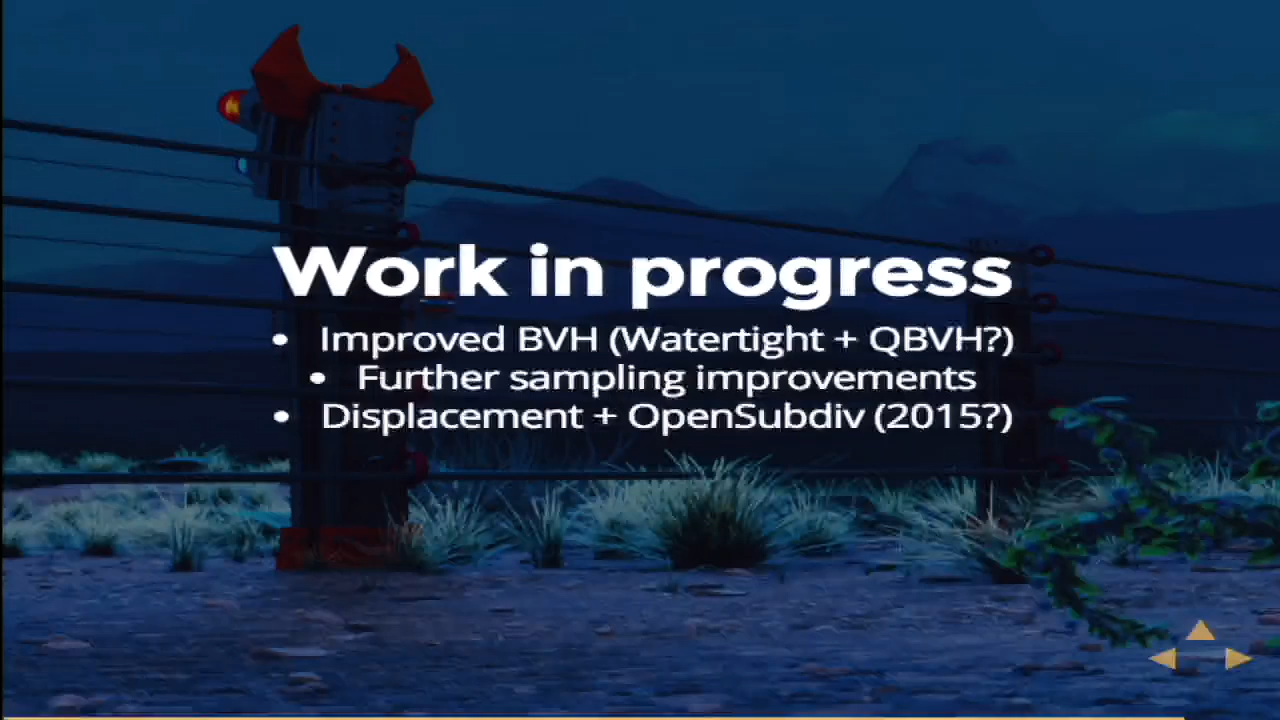 Work in progress
• Improved BVH (Watertight + QBVH?)
• Further sampling improvements
• Displacement + OpenSubdiv (2015?)